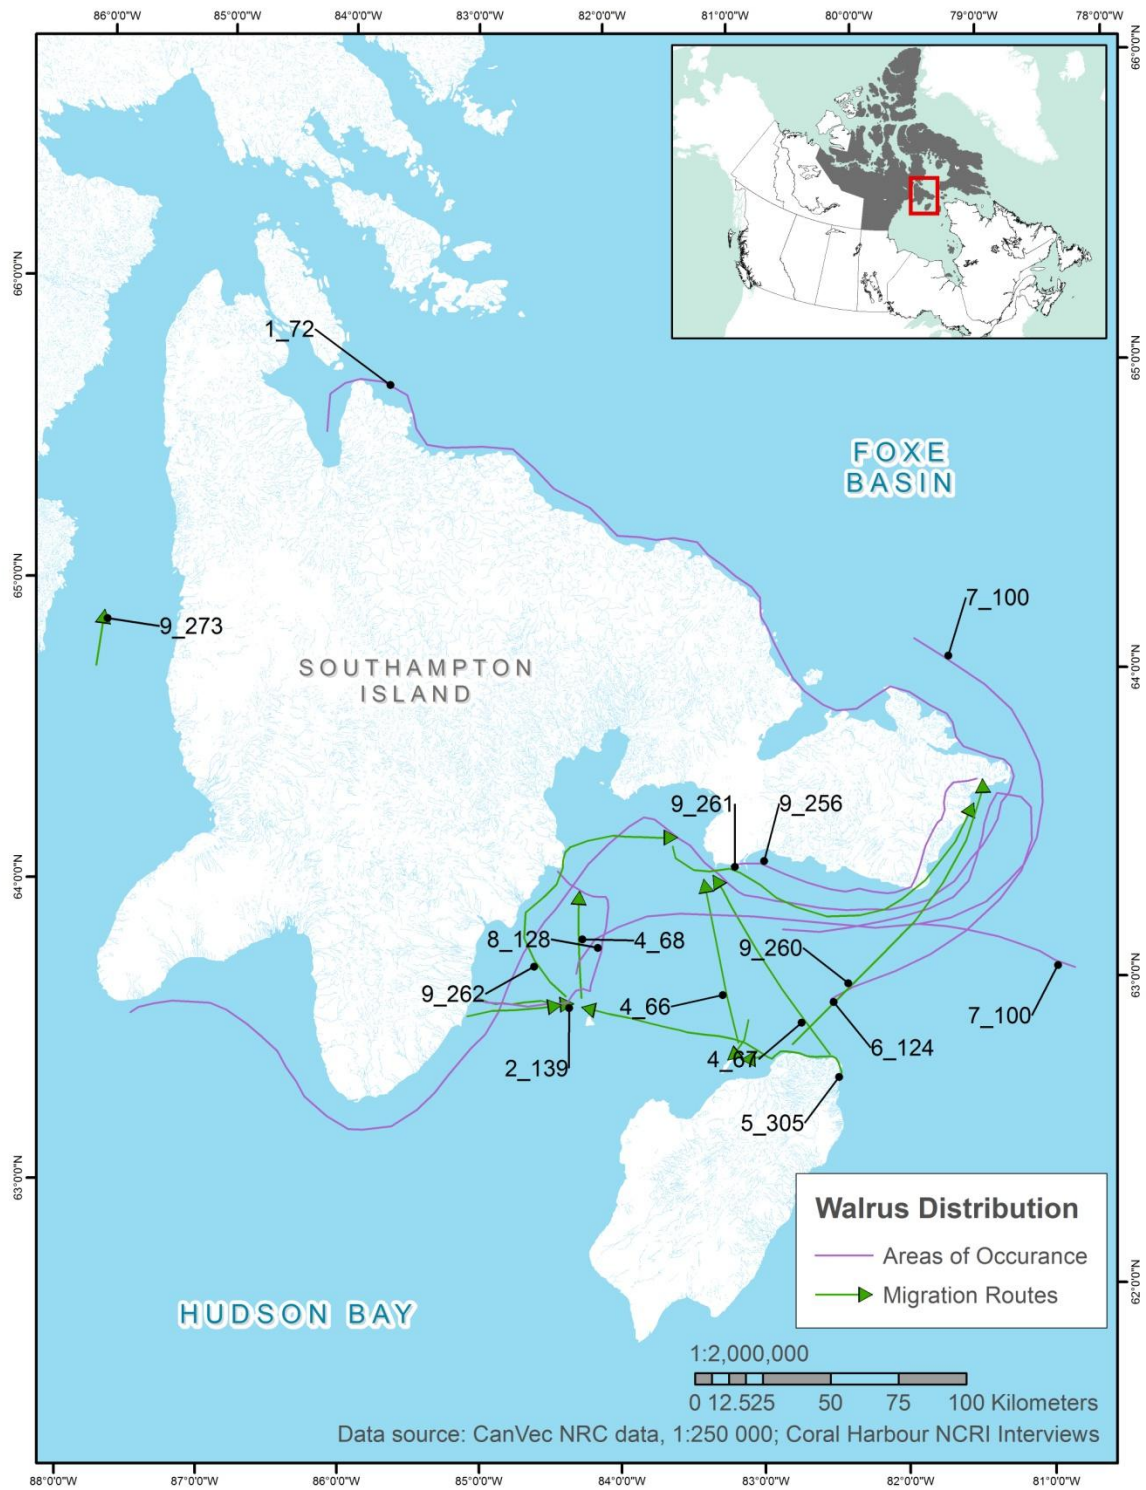 86°0'0"W 85°0'0"W 84°0'0"W 83°0'0"W 82°0'0"W 81°0'0"W 80°0'0"W 79°0'0"W 78°0'0"W
66°0'0"N
66°0'0"N
1_72
65°0'0"N
FOXE
BASIN
65°0'0"N
7_100
9_273
SOUTHAMPTON
ISLAND
64°0'0"N
9_261
9_256
64°0'0"N
8_128
4_68
9_260
9_262
4_66
63°0'0"N
7_100
2_139
4_67
6_124
5_305
63°0'0"N
Walrus Distribution
Areas of Occurance
Migration Routes
62°0'0"N
HUDSON BAY
1:2,000,000
0 12.525 50 75 100 Kilometers
Data source: CanVec NRC data, 1:250 000; Coral Harbour NCRI Interviews
88°0'0"W 87°0'0"W 86°0'0"W 85°0'0"W 84°0'0"W 83°0'0"W 82°0'0"W 81°0'0"W